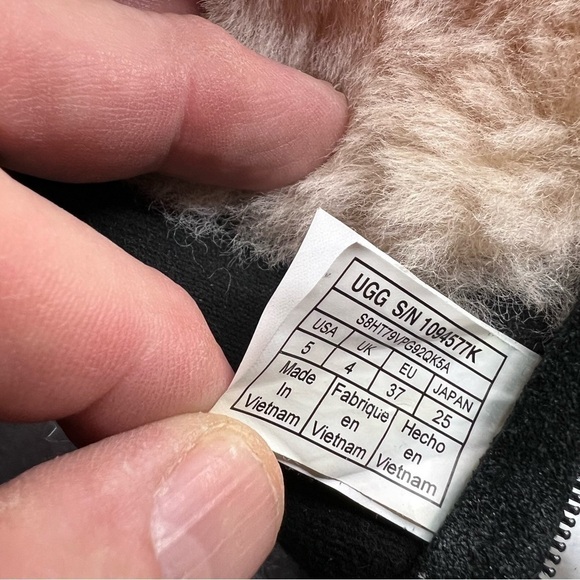 UGG S/N 1094577K
S8HT79VPG92QK5A
USA UK EU JAPAN
5 4 37 25
Made In Vietnam
Fabriqué en Vietnam
Hecho en Vietnam